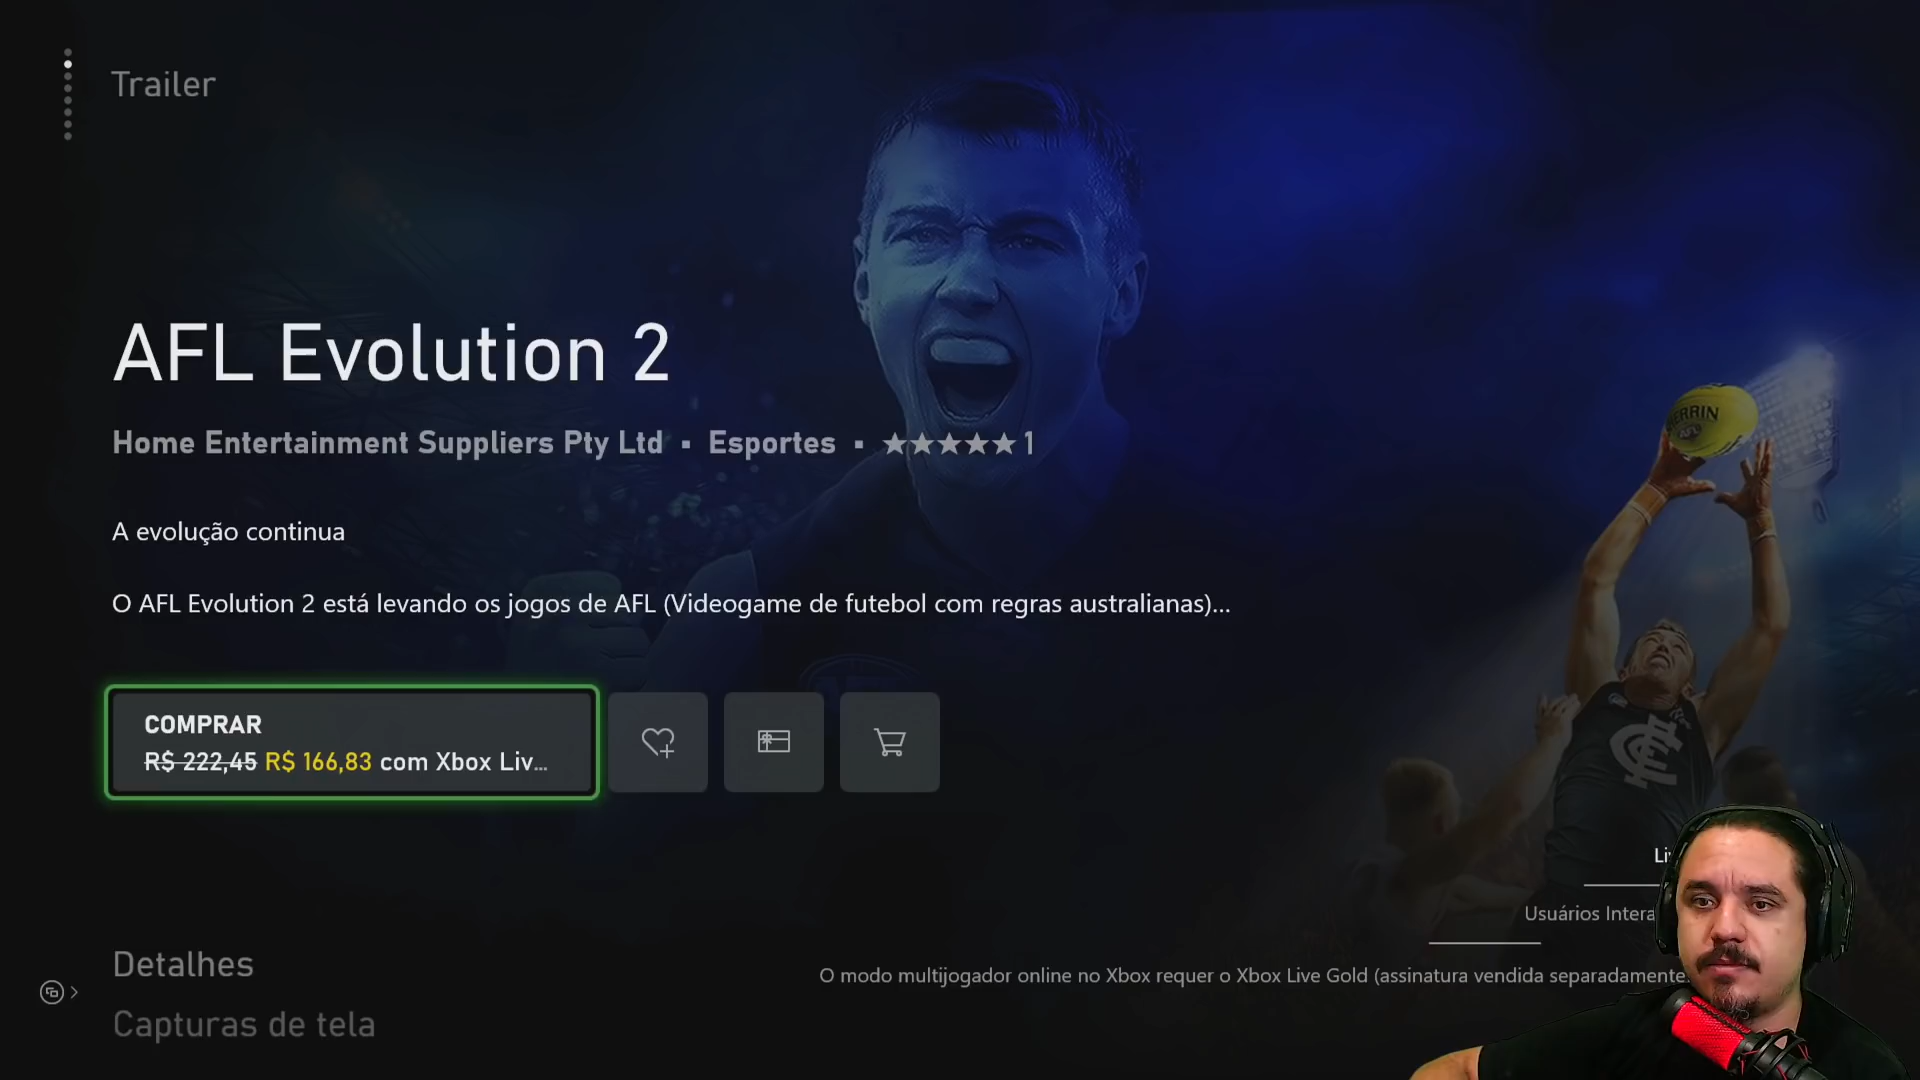 Trailer
AFL Evolution 2
Home Entertainment Suppliers Pty Ltd ▪ Esportes ▪ ★★★★★ 1
A evolução continua
O AFL Evolution 2 está levando os jogos de AFL (Videogame de futebol com regras australianas)...
COMPRAR
R$ 222,45 R$ 166,83 com Xbox Liv...
Usuários Intera
O modo multijogador online no Xbox requer o Xbox Live Gold (assinatura vendida separadamente
Detalhes
Capturas de tela
AFL